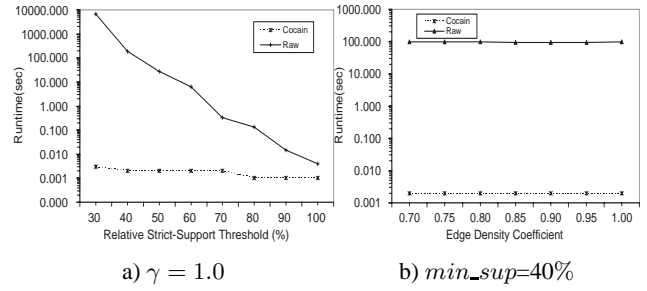 10000.000
1000.000
100.000
10.000
1.000
0.100
0.010
0.001
0.000
Runtime(sec)
Cocain
Raw
30 40 50 60 70 80 90 100
Relative Strict-Support Threshold (%)
a) γ = 1.0
1000.000
100.000
10.000
1.000
0.100
0.010
0.001
Runtime(sec)
Cocain
Raw
0.70 0.75 0.80 0.85 0.90 0.95 1.00
Edge Density Coefficient
b) min_sup=40%